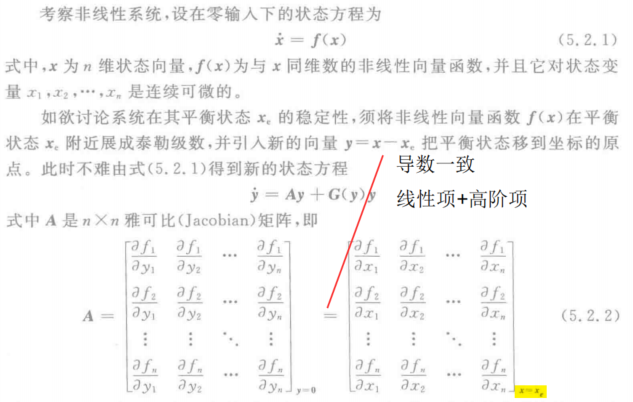 考察非线性系统,设在零输入下的状态方程为
ẋ = f(x) (5.2.1)
式中,x 为 n 维状态向量,f(x)为与 x 同维数的非线性向量函数,并且它对状态变
量 x₁,x₂,⋯,xₙ 是连续可微的。
如欲讨论系统在其平衡状态 xₑ 的稳定性,须将非线性向量函数 f(x)在平衡
状态 xₑ 附近展成泰勒级数,并引入新的向量 y=x−xₑ 把平衡状态移到坐标的原
点。此时不难由式(5.2.1)得到新的状态方程
导数一致
ẏ = Ay + G(y)y
线性项+高阶项
式中 A 是 n×n 雅可比(Jacobian)矩阵,即
∂f₁/∂y₁ ∂f₁/∂y₂ ⋯ ∂f₁/∂yₙ ∂f₁/∂x₁ ∂f₁/∂x₂ ⋯ ∂f₁/∂xₙ
A = ∂f₂/∂y₁ ∂f₂/∂y₂ ⋯ ∂f₂/∂yₙ = ∂f₂/∂x₁ ∂f₂/∂x₂ ⋯ ∂f₂/∂xₙ (5.2.2)
⋮ ⋮ ⋱ ⋮ ⋮ ⋮ ⋱ ⋮
∂fₙ/∂y₁ ∂fₙ/∂y₂ ⋯ ∂fₙ/∂yₙ y=0 ∂fₙ/∂x₁ ∂fₙ/∂x₂ ⋯ ∂fₙ/∂xₙ x=xₑ